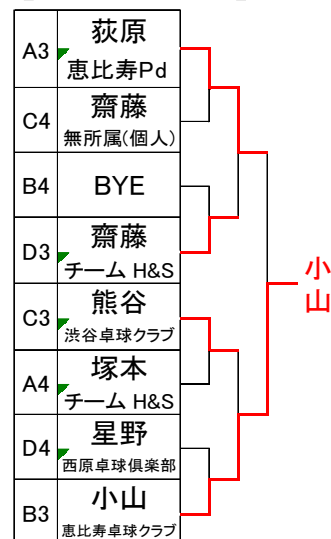 A3
荻原
恵比寿Pd
C4
齋藤
無所属(個人)
B4
BYE
D3
齋藤
チーム H&S
C3
熊谷
渋谷卓球クラブ
A4
塚本
チーム H&S
D4
星野
西原卓球倶楽部
B3
小山
恵比寿卓球クラブ
小山